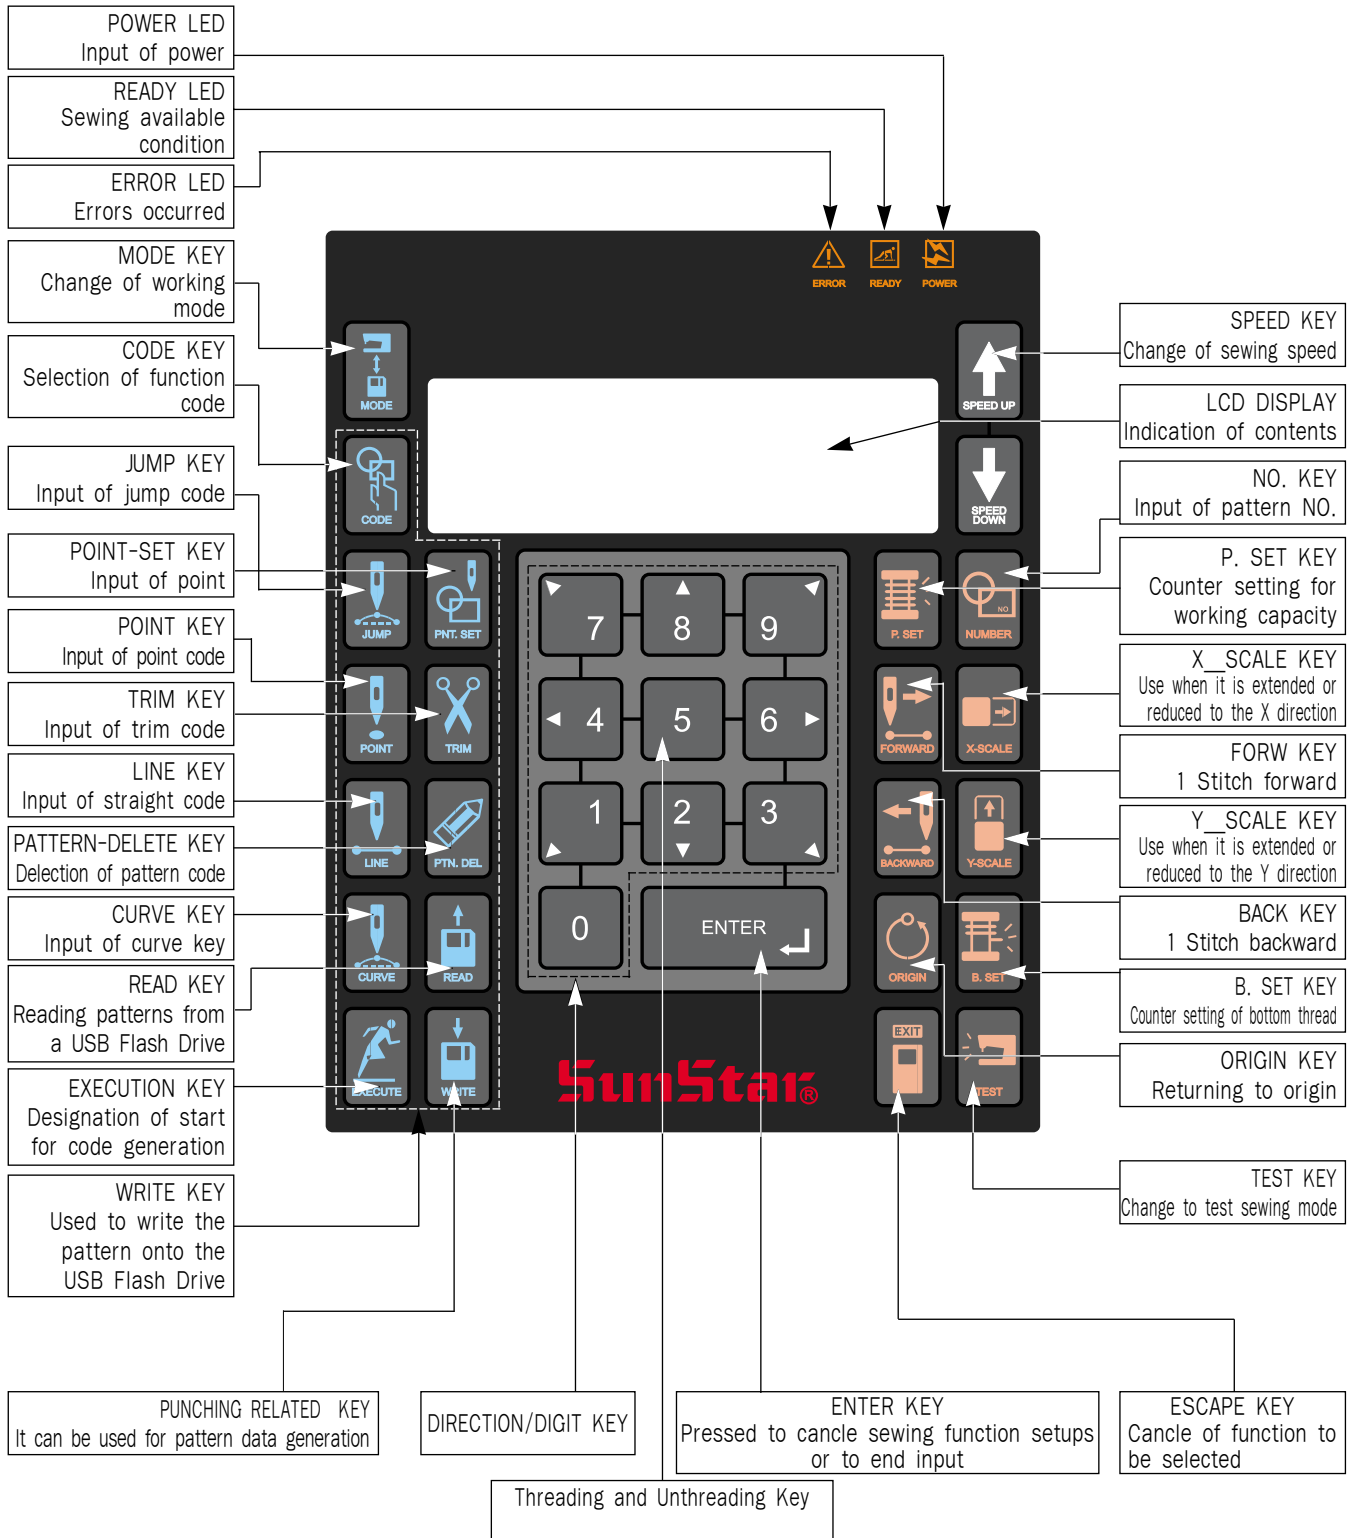 POWER LED
Input of power
READY LED
Sewing available
condition
ERROR LED
Errors occurred
MODE KEY
Change of working
mode
CODE KEY
Selection of function
code
JUMP KEY
Input of jump code
POINT-SET KEY
Input of point
POINT KEY
Input of point code
TRIM KEY
Input of trim code
LINE KEY
Input of straight code
PATTERN-DELETE KEY
Delection of pattern code
CURVE KEY
Input of curve key
READ KEY
Reading patterns from
a USB Flash Drive
EXECUTION KEY
Designation of start
for code generation
WRITE KEY
Used to write the
pattern onto the
USB Flash Drive
ERROR
READY
POWER
MODE
CODE
JUMP
PNT. SET
POINT
TRIM
LINE
PTN. DEL
CURVE
READ
EXECUTE
WRITE
7
8
9
4
5
6
1
2
3
0
ENTER
SunStar®
SPEED UP
SPEED
DOWN
P. SET
NO
NUMBER
FORWARD
X-SCALE
BACKWARD
Y-SCALE
ORIGIN
B. SET
EXIT
TEST
SPEED KEY
Change of sewing speed
LCD DISPLAY
Indication of contents
NO. KEY
Input of pattern NO.
P. SET KEY
Counter setting for
working capacity
X__SCALE KEY
Use when it is extended or
reduced to the X direction
FORW KEY
1 Stitch forward
Y__SCALE KEY
Use when it is extended or
reduced to the Y direction
BACK KEY
1 Stitch backward
B. SET KEY
Counter setting of bottom thread
ORIGIN KEY
Returning to origin
TEST KEY
Change to test sewing mode
PUNCHING RELATED KEY
It can be used for pattern data generation
DIRECTION/DIGIT KEY
ENTER KEY
Pressed to cancle sewing function setups
or to end input
ESCAPE KEY
Cancle of function to
be selected
Threading and Unthreading Key